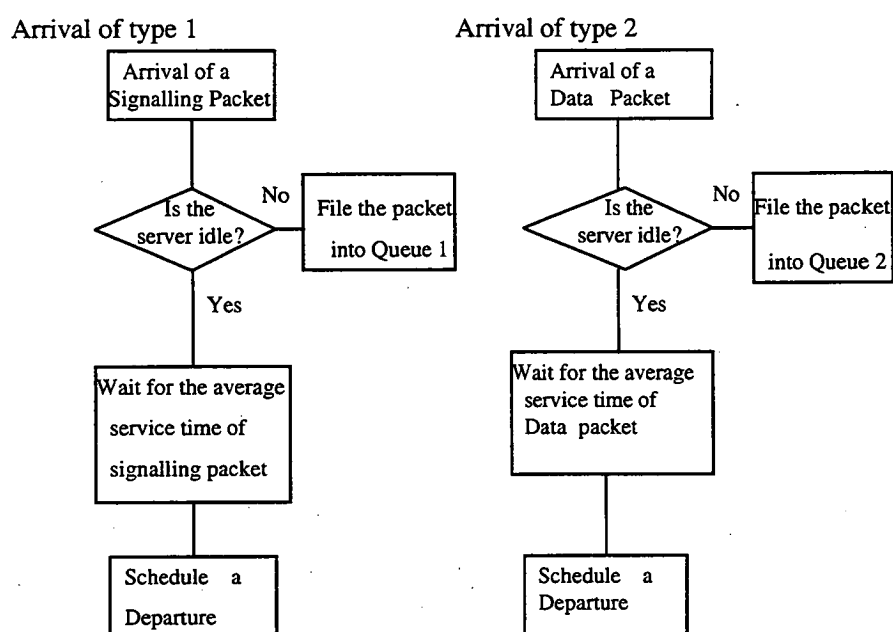 Arrival of type 1
Arrival of a
Signalling Packet
Is the
server idle?
No
File the packet
into Queue 1
Yes
Wait for the average
service time of
signalling packet
Schedule a
Departure
Arrival of type 2
Arrival of a
Data Packet
Is the
server idle?
No
File the packet
into Queue 2
Yes
Wait for the average
service time of
Data packet
Schedule a
Departure